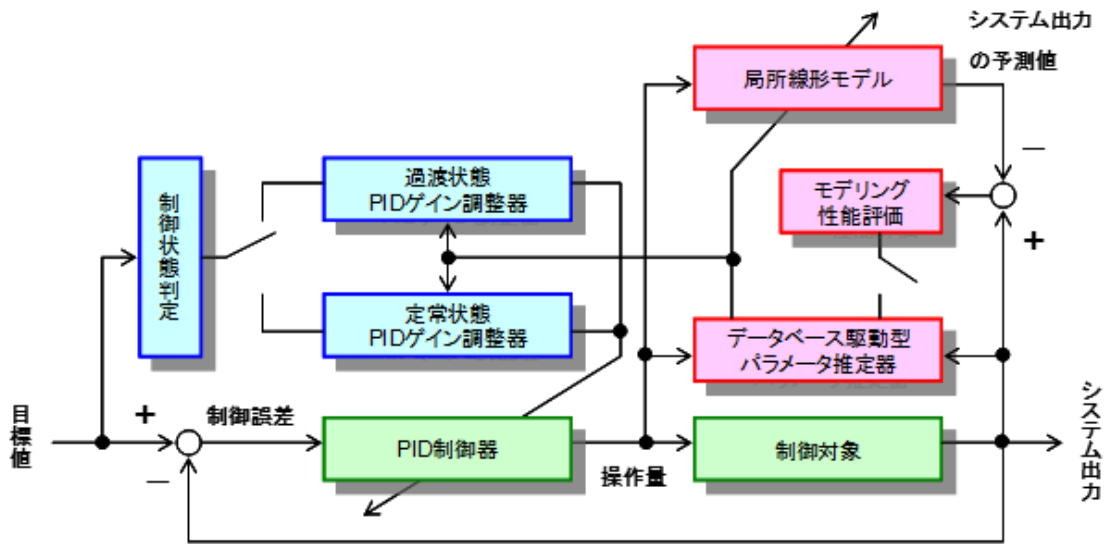 システム出力
の予測値
局所線形モデル
－
過渡状態
PIDゲイン調整器
モデリング
性能評価
制御状態判定
＋
定常状態
PIDゲイン調整器
データベース駆動型
パラメータ推定器
目標値
＋
制御誤差
PID制御器
操作量
制御対象
システム出力
－